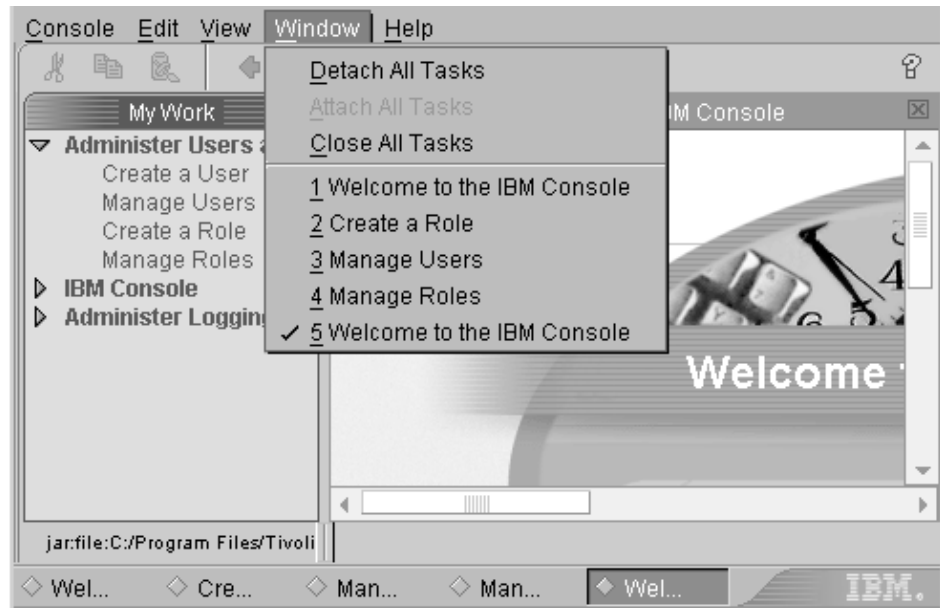 Console Edit View Window Help
Detach All Tasks
Attach All Tasks
Close All Tasks
1 Welcome to the IBM Console
2 Create a Role
3 Manage Users
4 Manage Roles
✓ 5 Welcome to the IBM Console
My Work
Administer Users
Create a User
Manage Users
Create a Role
Manage Roles
IBM Console
Administer Logging
Console
4
5
6
Welcome
jar:file:C:/Program Files/Tivoli
Wel... Cre... Man... Man... Wel... IBM.